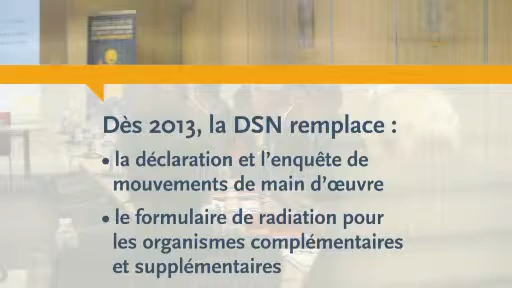 Dès 2013, la DSN remplace :
• la déclaration et l'enquête de
mouvements de main d'œuvre
• le formulaire de radiation pour
les organismes complémentaires
et supplémentaires